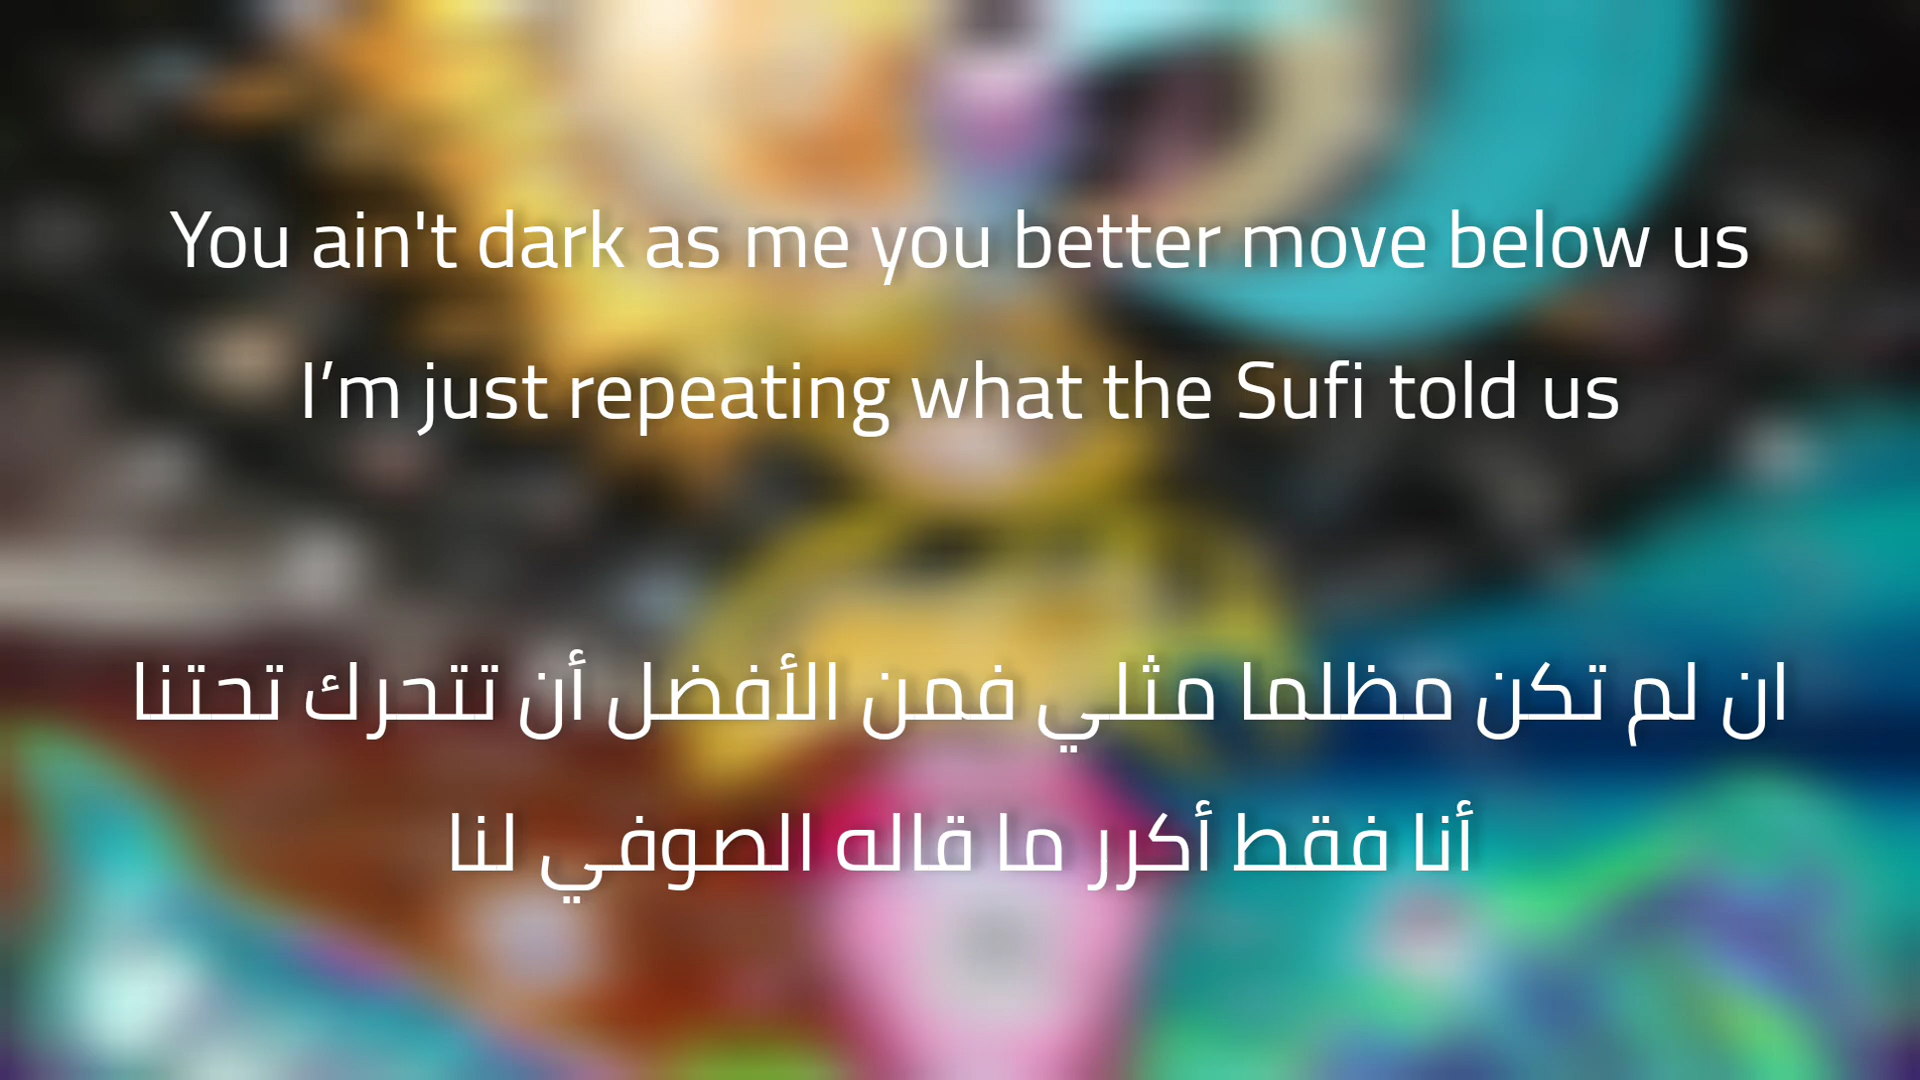 You ain't dark as me you better move below us
I’m just repeating what the Sufi told us
ان لم تكن مظلما مثلي فمن الأفضل أن تتحرك تحتنا
أنا فقط أكرر ما قاله الصوفي لنا